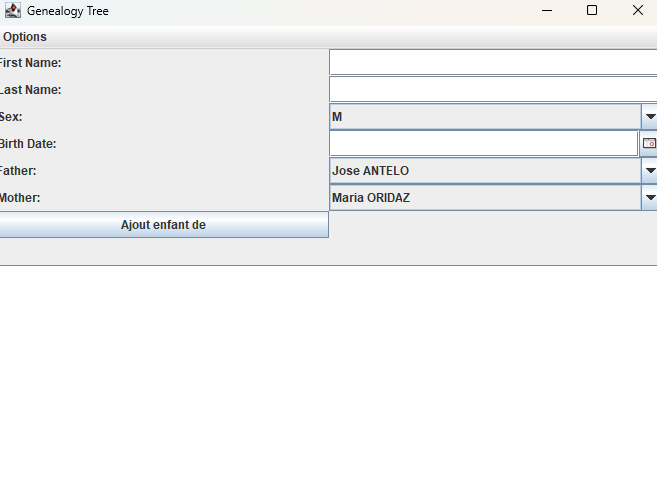 Genealogy Tree
Options
First Name:
Last Name:
Sex: M
Birth Date:
Father: Jose ANTELO
Mother: Maria ORIDAZ
Ajout enfant de